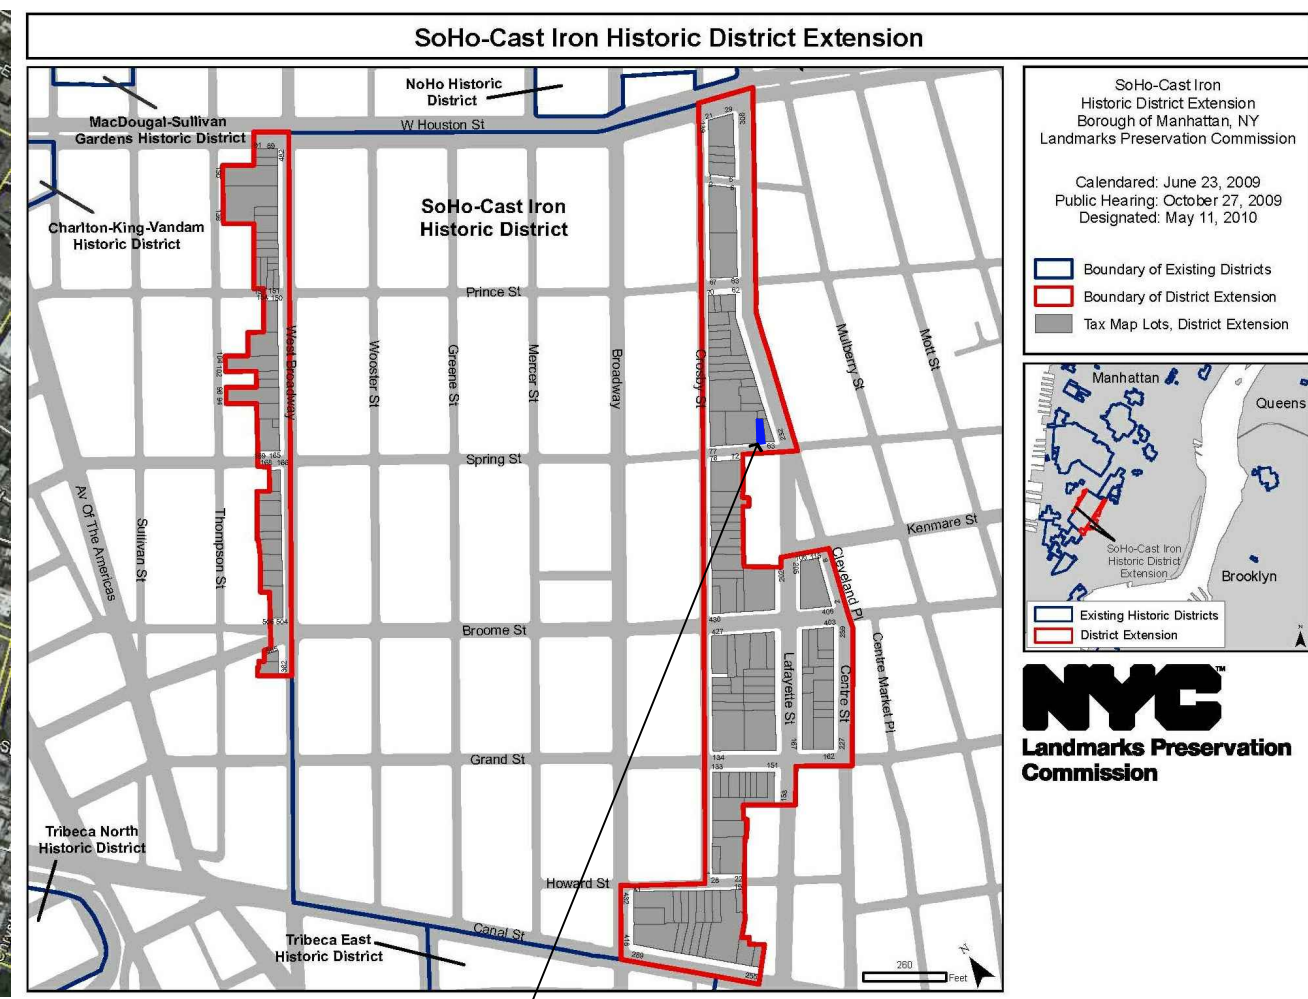 SoHo-Cast Iron Historic District Extension
NoHo Historic
District
MacDougal-Sullivan
Gardens Historic District
W Houston St
Charlton-King-Vandam
Historic District
SoHo-Cast Iron
Historic District
Prince St
West Broadway
Wooster St
Greene St
Mercer St
Broadway
Crosby St
Mulberry St
Mott St
Spring St
Av Of The Americas
Sullivan St
Thompson St
Kenmare St
Cleveland Pl
Broome St
Lafayette St
Centre St
Centre Market Pl
Grand St
Tribeca North
Historic District
Howard St
Canal St
Tribeca East
Historic District
260
Feet
N
SoHo-Cast Iron
Historic District Extension
Borough of Manhattan, NY
Landmarks Preservation Commission
Calendared: June 23, 2009
Public Hearing: October 27, 2009
Designated: May 11, 2010
Boundary of Existing Districts
Boundary of District Extension
Tax Map Lots, District Extension
Manhattan
Queens
SoHo-Cast Iron
Historic District
Extension
Brooklyn
Existing Historic Districts
District Extension
NYC™
Landmarks Preservation
Commission